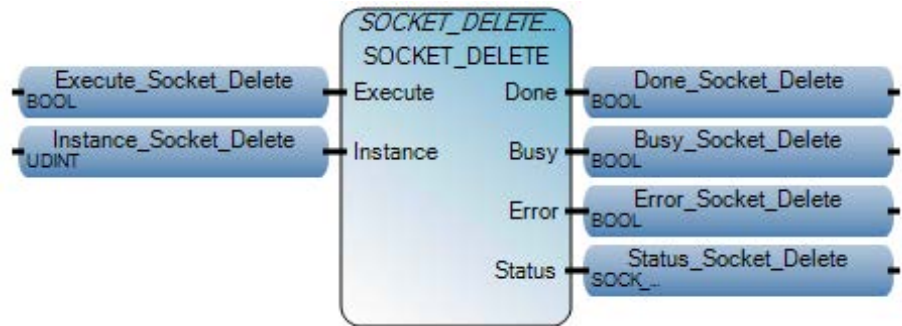 SOCKET_DELETE...
SOCKET_DELETE
Execute_Socket_Delete
BOOL
Execute
Done
Done_Socket_Delete
BOOL
Instance_Socket_Delete
UDINT
Instance
Busy
Busy_Socket_Delete
BOOL
Error
Error_Socket_Delete
BOOL
Status
Status_Socket_Delete
SOCK_...